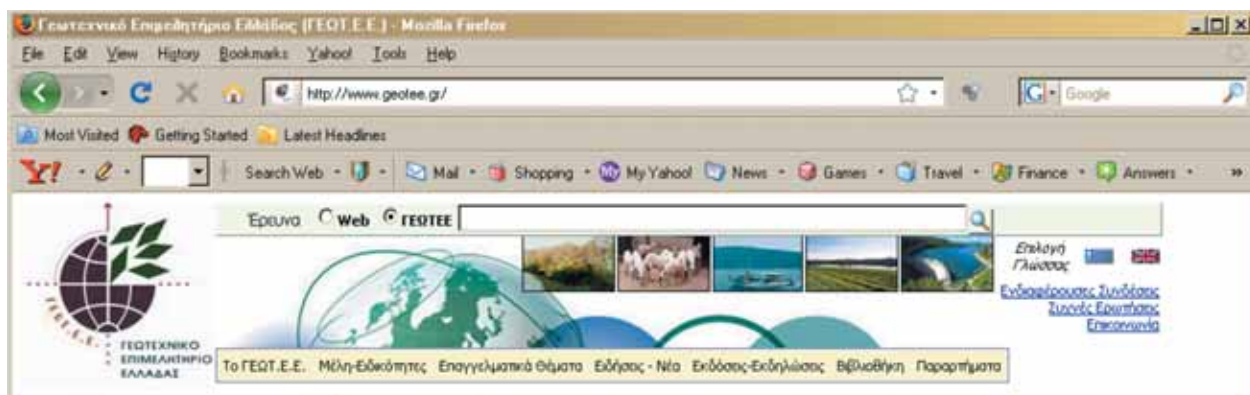 Γεωτεχνικό Επιμελητήριο Ελλάδος (ΓΕΩΤ.Ε.Ε.) - Mozilla Firefox
File Edit View History Bookmarks Yahoo! Tools Help
http://www.geotee.gr/
G Google
Most Visited Getting Started Latest Headlines
Y! Search Web Mail Shopping My Yahoo! News Games Travel Finance Answers »
Έρευνα Web ΓΕΩΤΕΕ
Επιλογή
Γλώσσας
Ενδιαφέρουσες Συνδέσεις
Συχνές Ερωτήσεις
Επικοινωνία
ΓΕΩΤ.Ε.Ε.
ΓΕΩΤΕΧΝΙΚΟ
ΕΠΙΜΕΛΗΤΗΡΙΟ
ΕΛΛΑΔΑΣ
Το ΓΕΩΤ.Ε.Ε. Μέλη-Ειδικότητες Επαγγελματικά Θέματα Ειδήσεις - Νέα Εκδόσεις-Εκδηλώσεις Βιβλιοθήκη Παραρτήματα